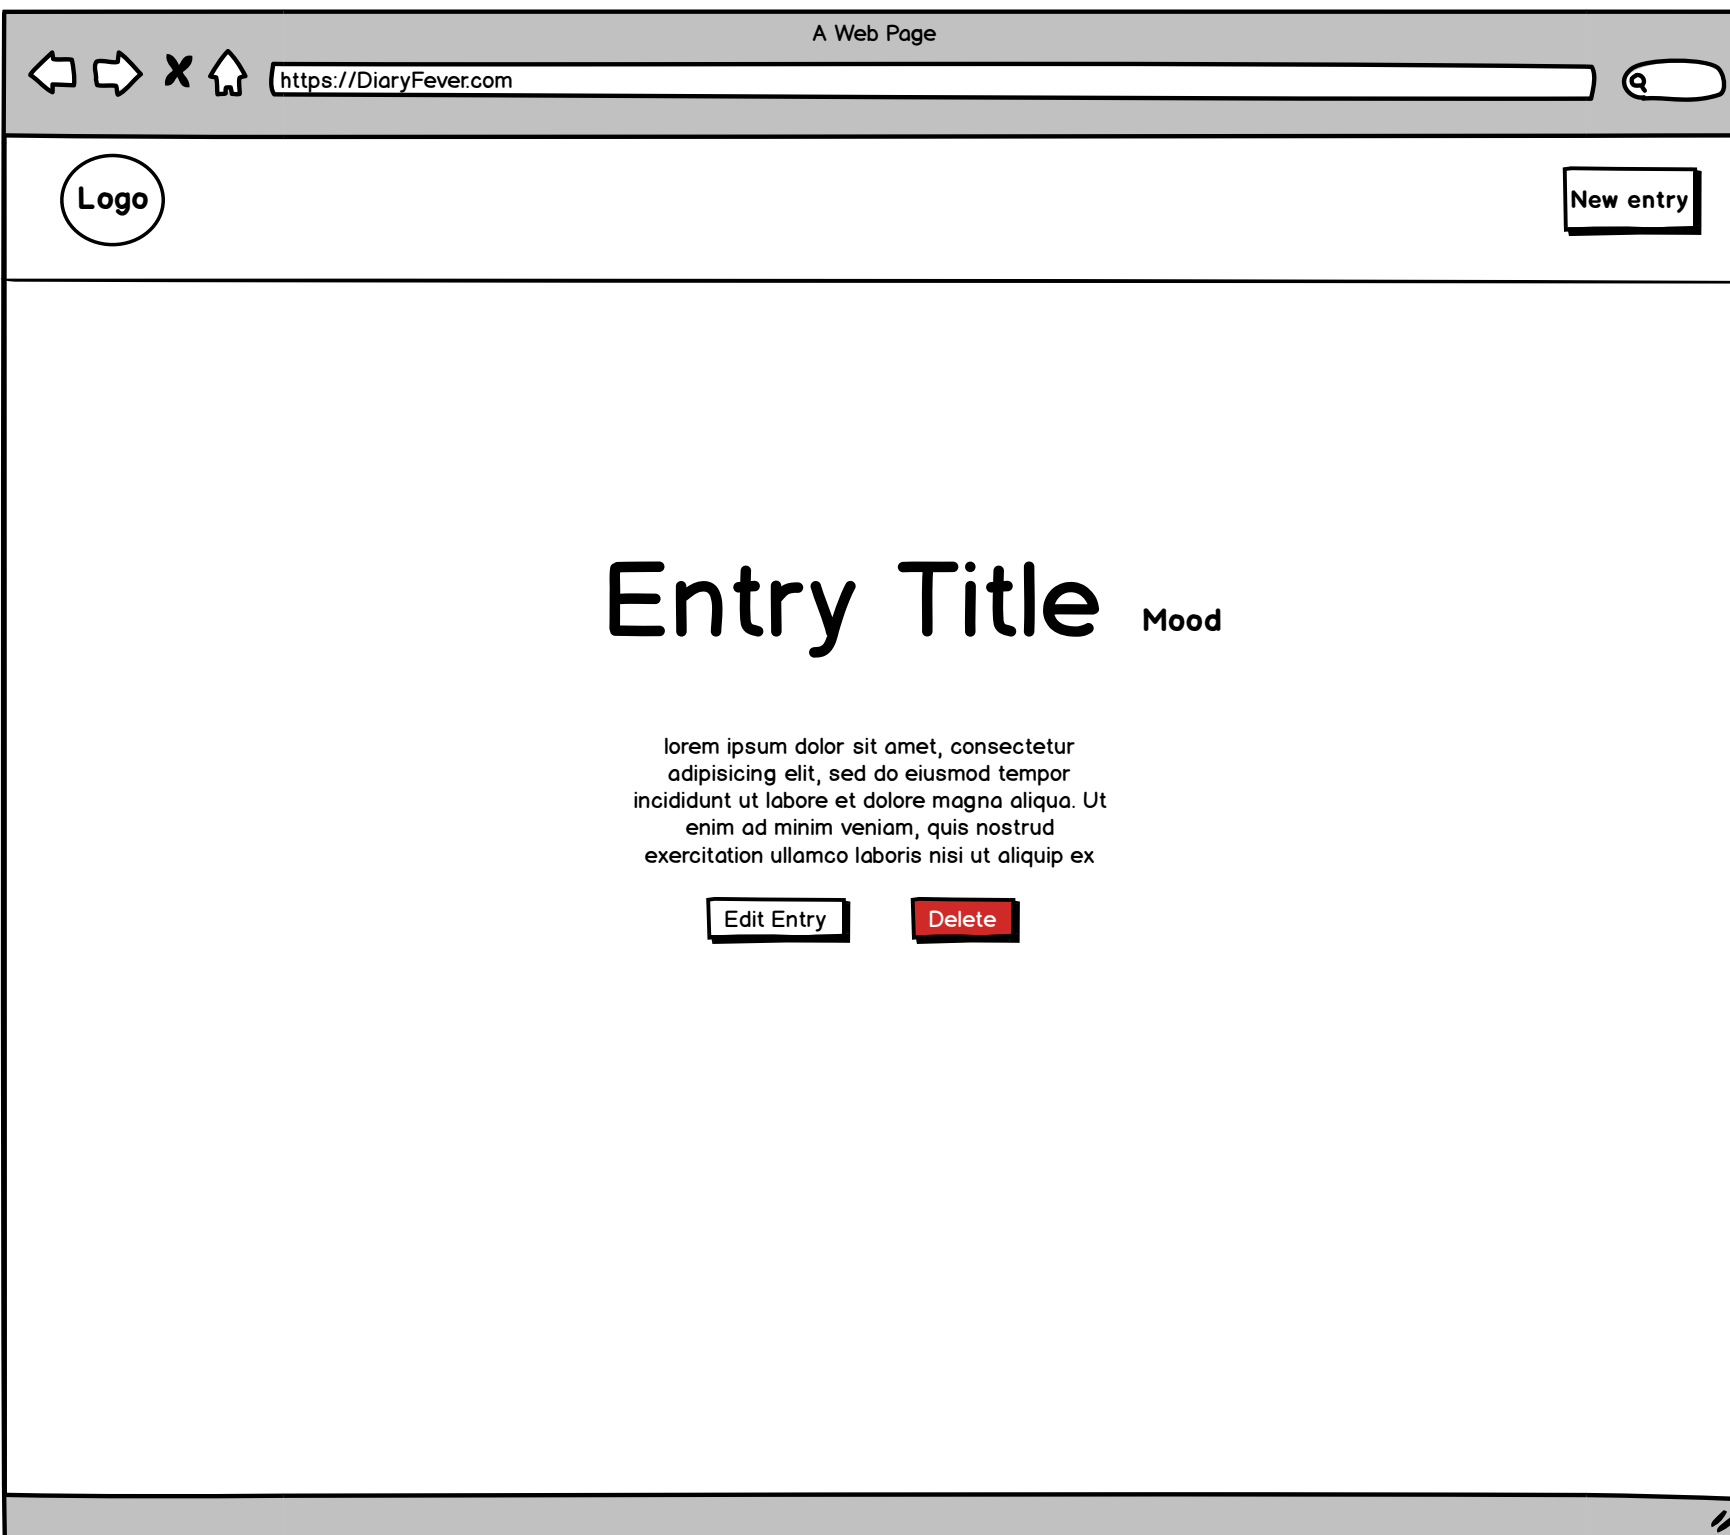 A Web Page
https://DiaryFever.com
Logo
New entry
Entry Title Mood
lorem ipsum dolor sit amet, consectetur
adipisicing elit, sed do eiusmod tempor
incididunt ut labore et dolore magna aliqua. Ut
enim ad minim veniam, quis nostrud
exercitation ullamco laboris nisi ut aliquip ex
Edit Entry
Delete